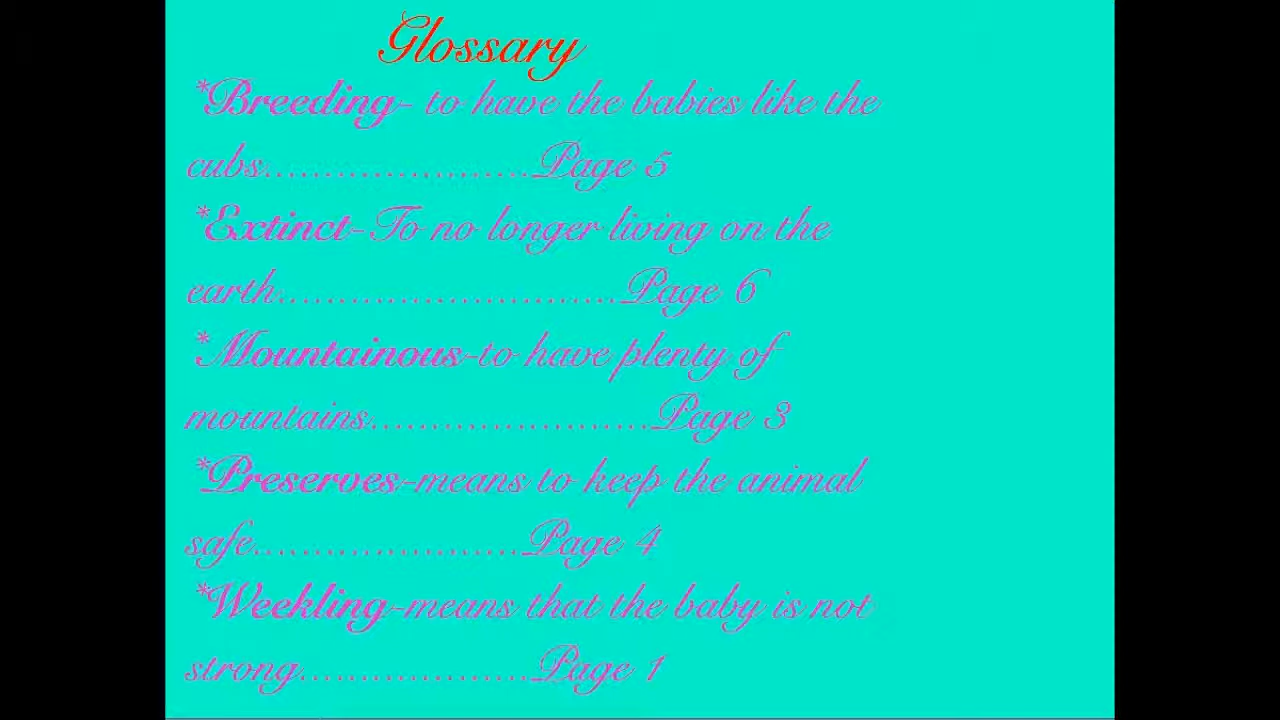 Glossary
*Breeding- to have the babies like the
cubs......................Page 5
*Extinct-To no longer living on the
earth............................Page 6
*Mountainous-to have plenty of
mountains.......................Page 3
*Preserves-means to keep the animal
safe......................Page 4
*Weekling-means that the baby is not
strong...................Page 1